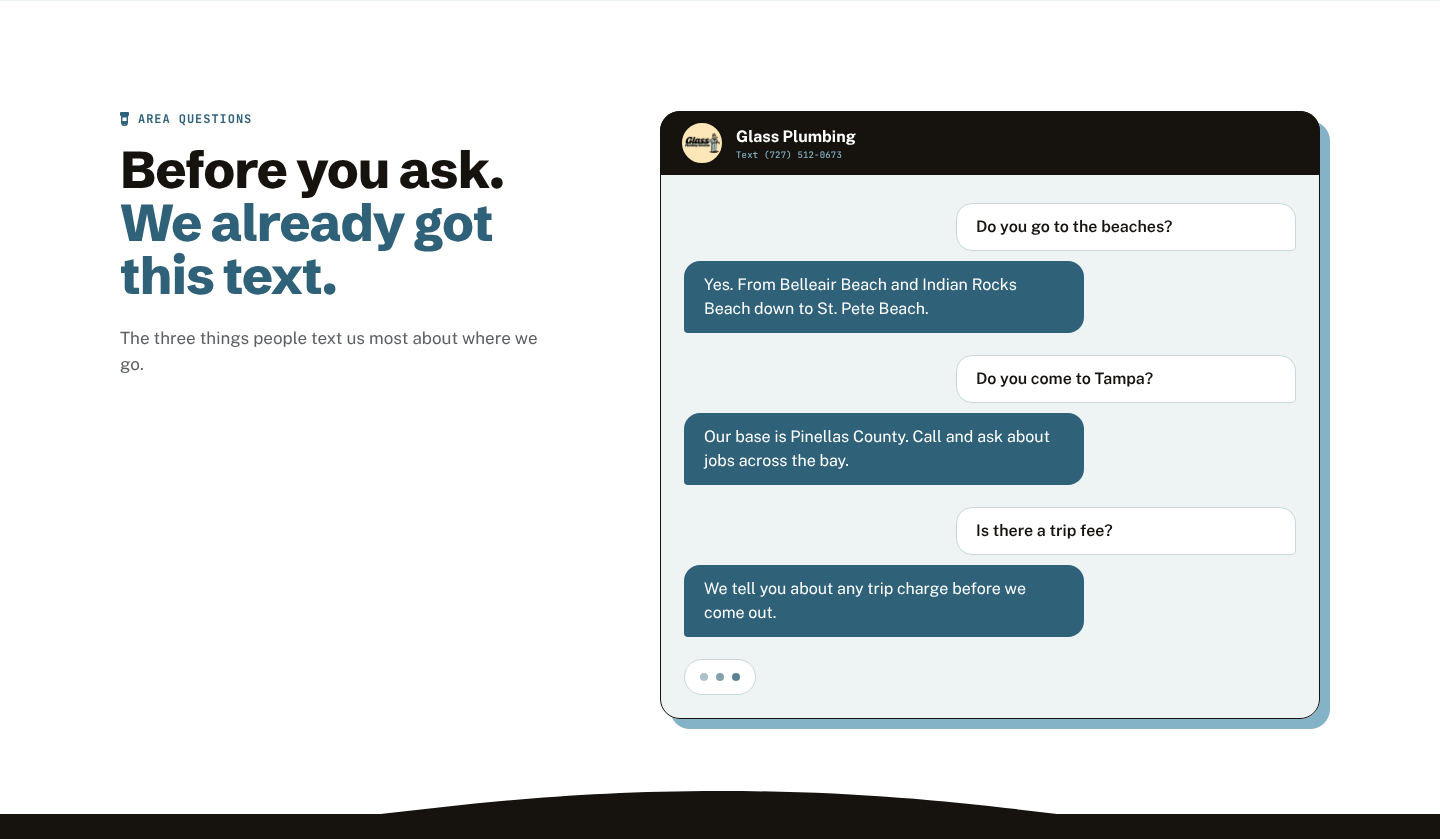 AREA QUESTIONS
Before you ask.
We already got
this text.
The three things people text us most about where we
go.
Glass
Glass Plumbing
Text (727) 512-0673
Do you go to the beaches?
Yes. From Belleair Beach and Indian Rocks
Beach down to St. Pete Beach.
Do you come to Tampa?
Our base is Pinellas County. Call and ask about
jobs across the bay.
Is there a trip fee?
We tell you about any trip charge before we
come out.